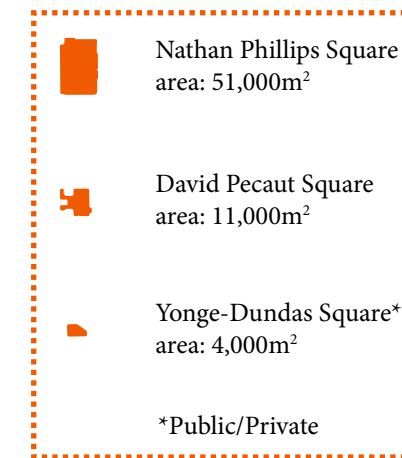 Nathan Phillips Square
area: 51,000m²
David Pecaut Square
area: 11,000m²
Yonge-Dundas Square*
area: 4,000m²
*Public/Private